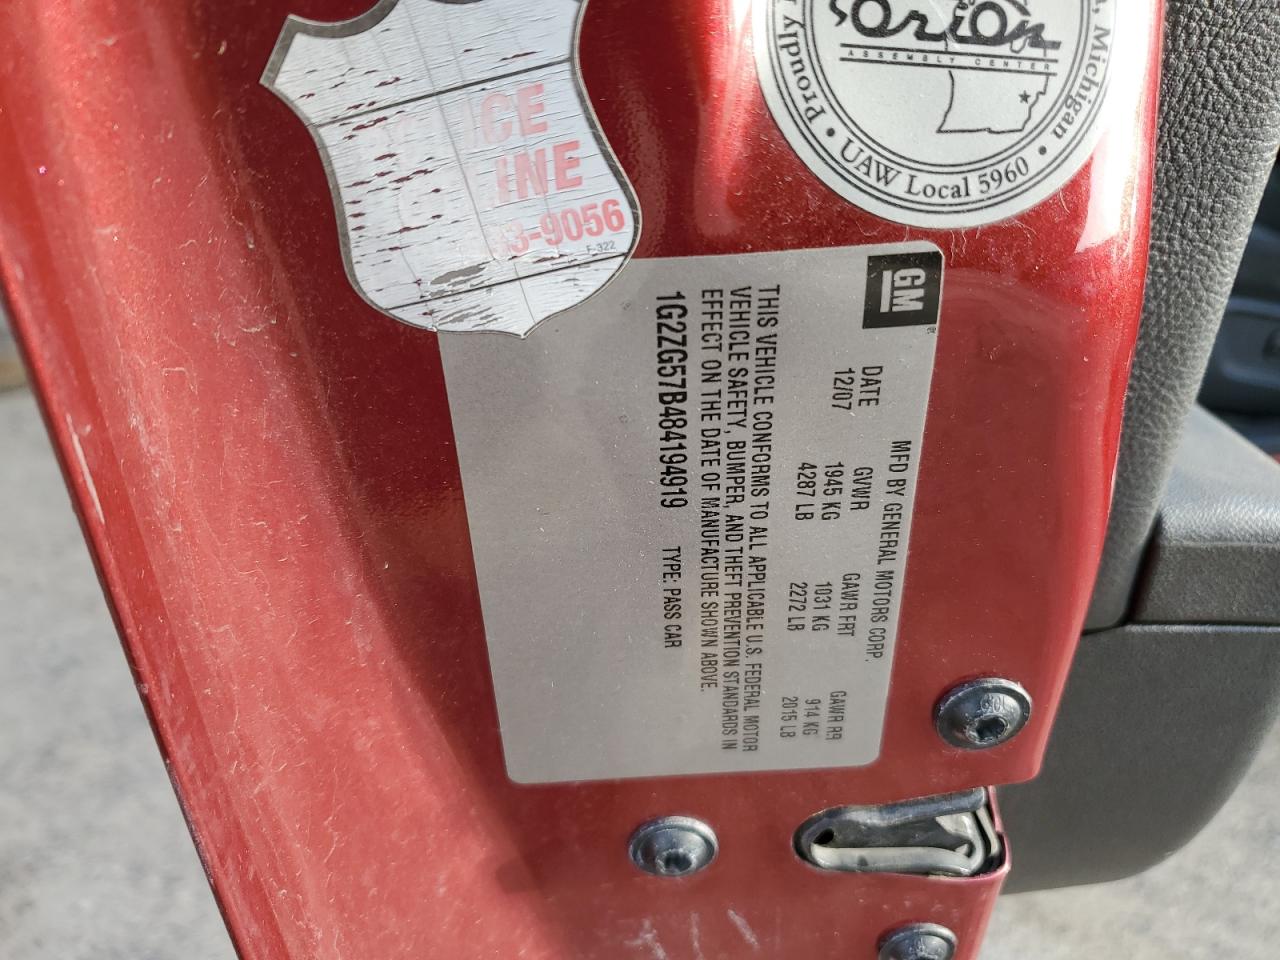 GM
MFD BY GENERAL MOTORS CORP.
DATE GVWR GAWR FRT GAWR RR
12/07 1945 KG 1031 KG 914 KG
4287 LB 2272 LB 2015 LB
THIS VEHICLE CONFORMS TO ALL APPLICABLE U.S. FEDERAL MOTOR
VEHICLE SAFETY, BUMPER, AND THEFT PREVENTION STANDARDS IN
EFFECT ON THE DATE OF MANUFACTURE SHOWN ABOVE.
1G2ZG57B484194919 TYPE: PASS CAR
Orion
ASSEMBLY CENTER
Michigan • UAW Local 5960 • Proudly
ICE
INE
3-9056
F-322